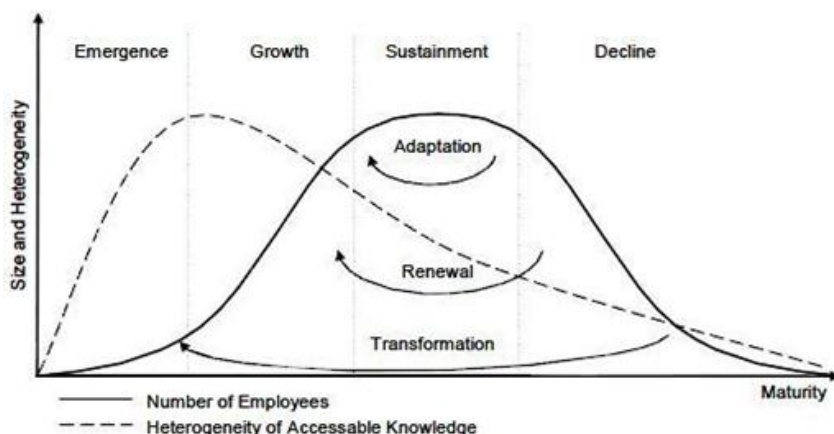 Emergence
Growth
Sustainment
Decline
Size and Heterogeneity
Adaptation
Renewal
Transformation
Maturity
Number of Employees
Heterogeneity of Accessable Knowledge